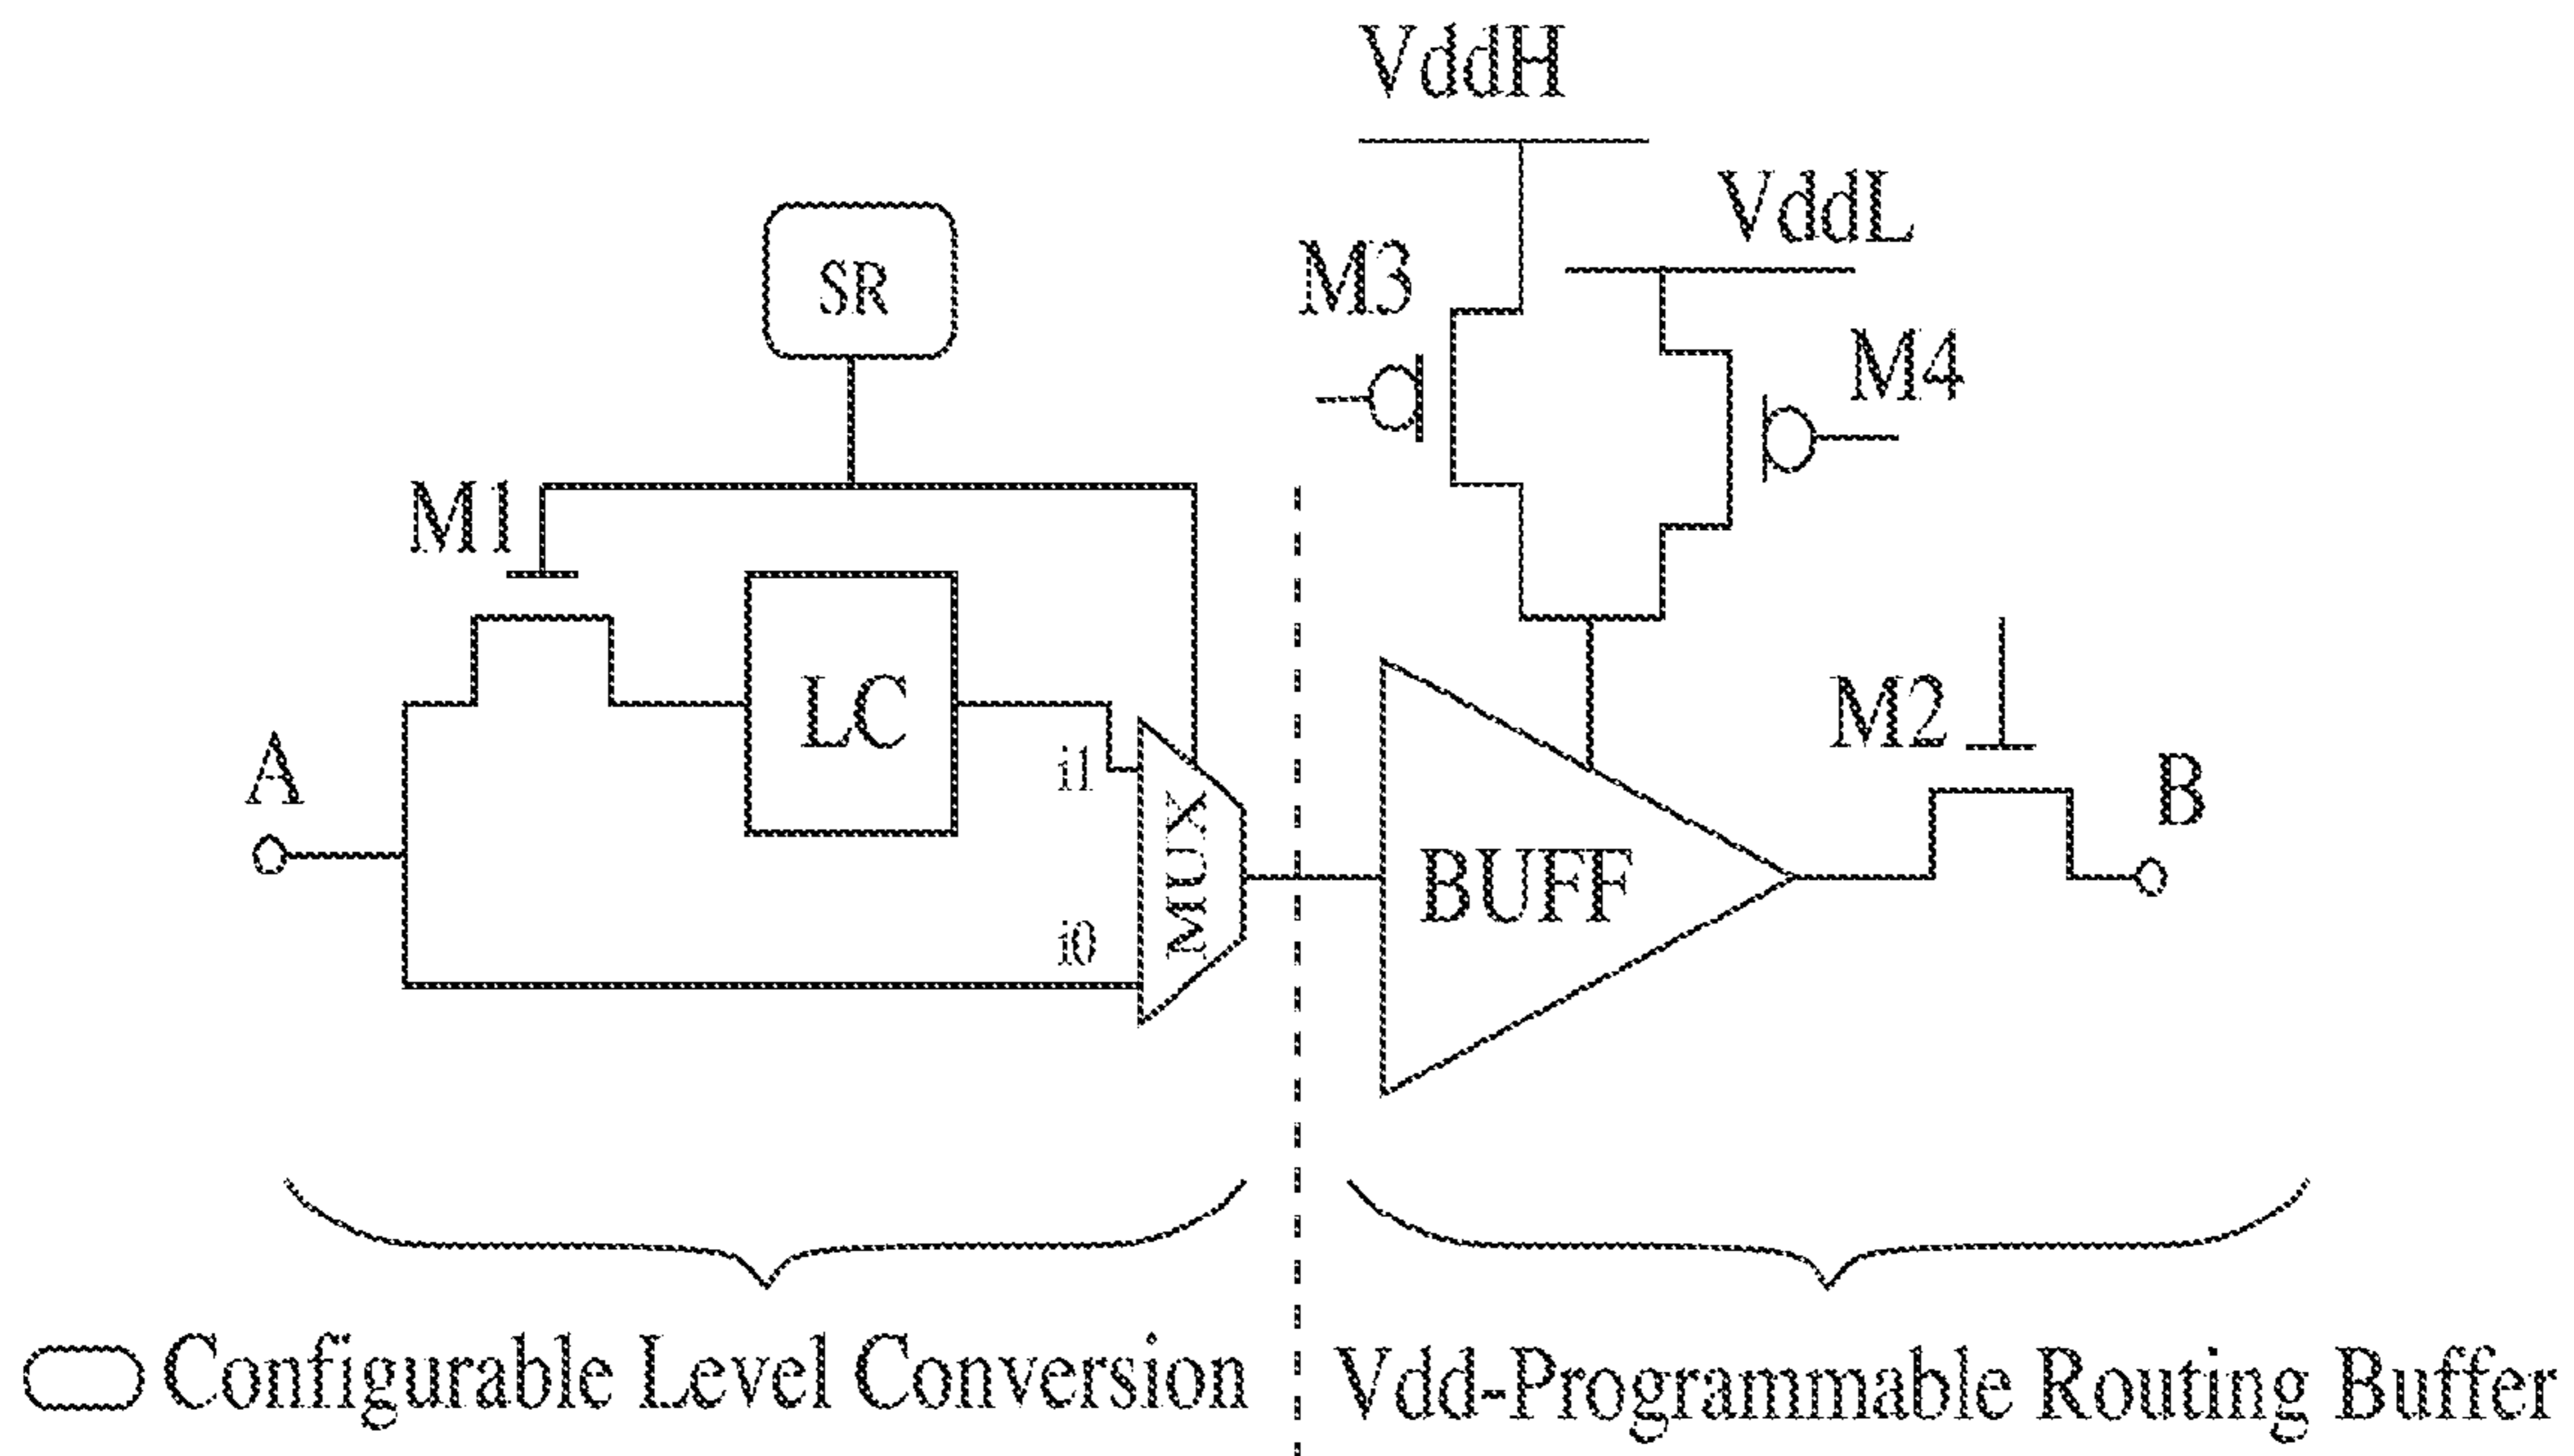 VddH
VddL
M3
SR
M4
M1
LC
M2
A
i1
B
MUX
BUFF
i0
Configurable Level Conversion
Vdd-Programmable Routing Buffer